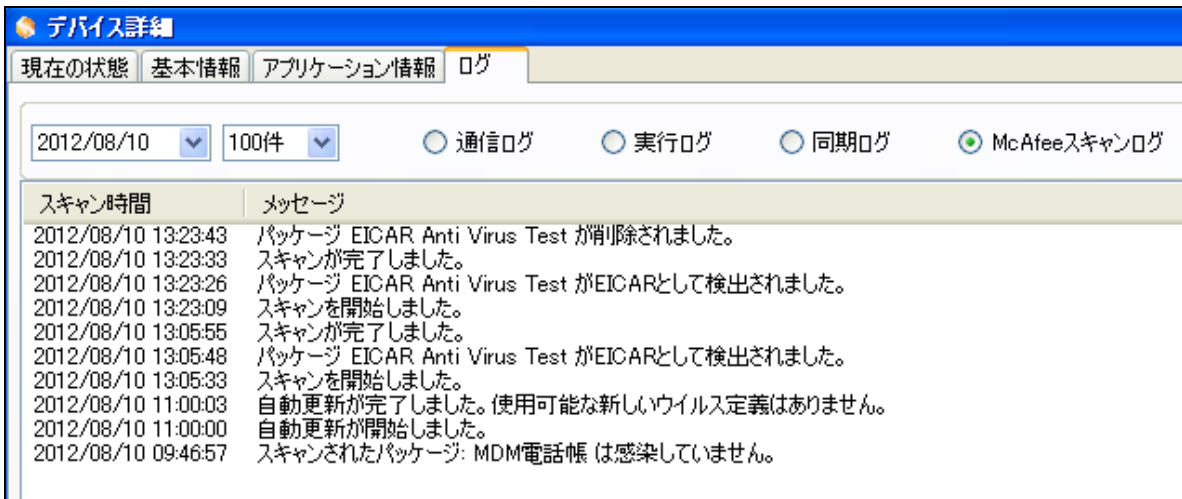 デバイス詳細
現在の状態 基本情報 アプリケーション情報 ログ
2012/08/10 100件 通信ログ 実行ログ 同期ログ McAfeeスキャンログ
スキャン時間 メッセージ
2012/08/10 13:23:43 パッケージ EICAR Anti Virus Test が削除されました。
2012/08/10 13:23:33 スキャンが完了しました。
2012/08/10 13:23:26 パッケージ EICAR Anti Virus Test がEICARとして検出されました。
2012/08/10 13:23:09 スキャンを開始しました。
2012/08/10 13:05:55 スキャンが完了しました。
2012/08/10 13:05:48 パッケージ EICAR Anti Virus Test がEICARとして検出されました。
2012/08/10 13:05:33 スキャンを開始しました。
2012/08/10 11:00:03 自動更新が完了しました。使用可能な新しいウイルス定義はありません。
2012/08/10 11:00:00 自動更新が開始しました。
2012/08/10 09:46:57 スキャンされたパッケージ: MDM電話帳 は感染していません。